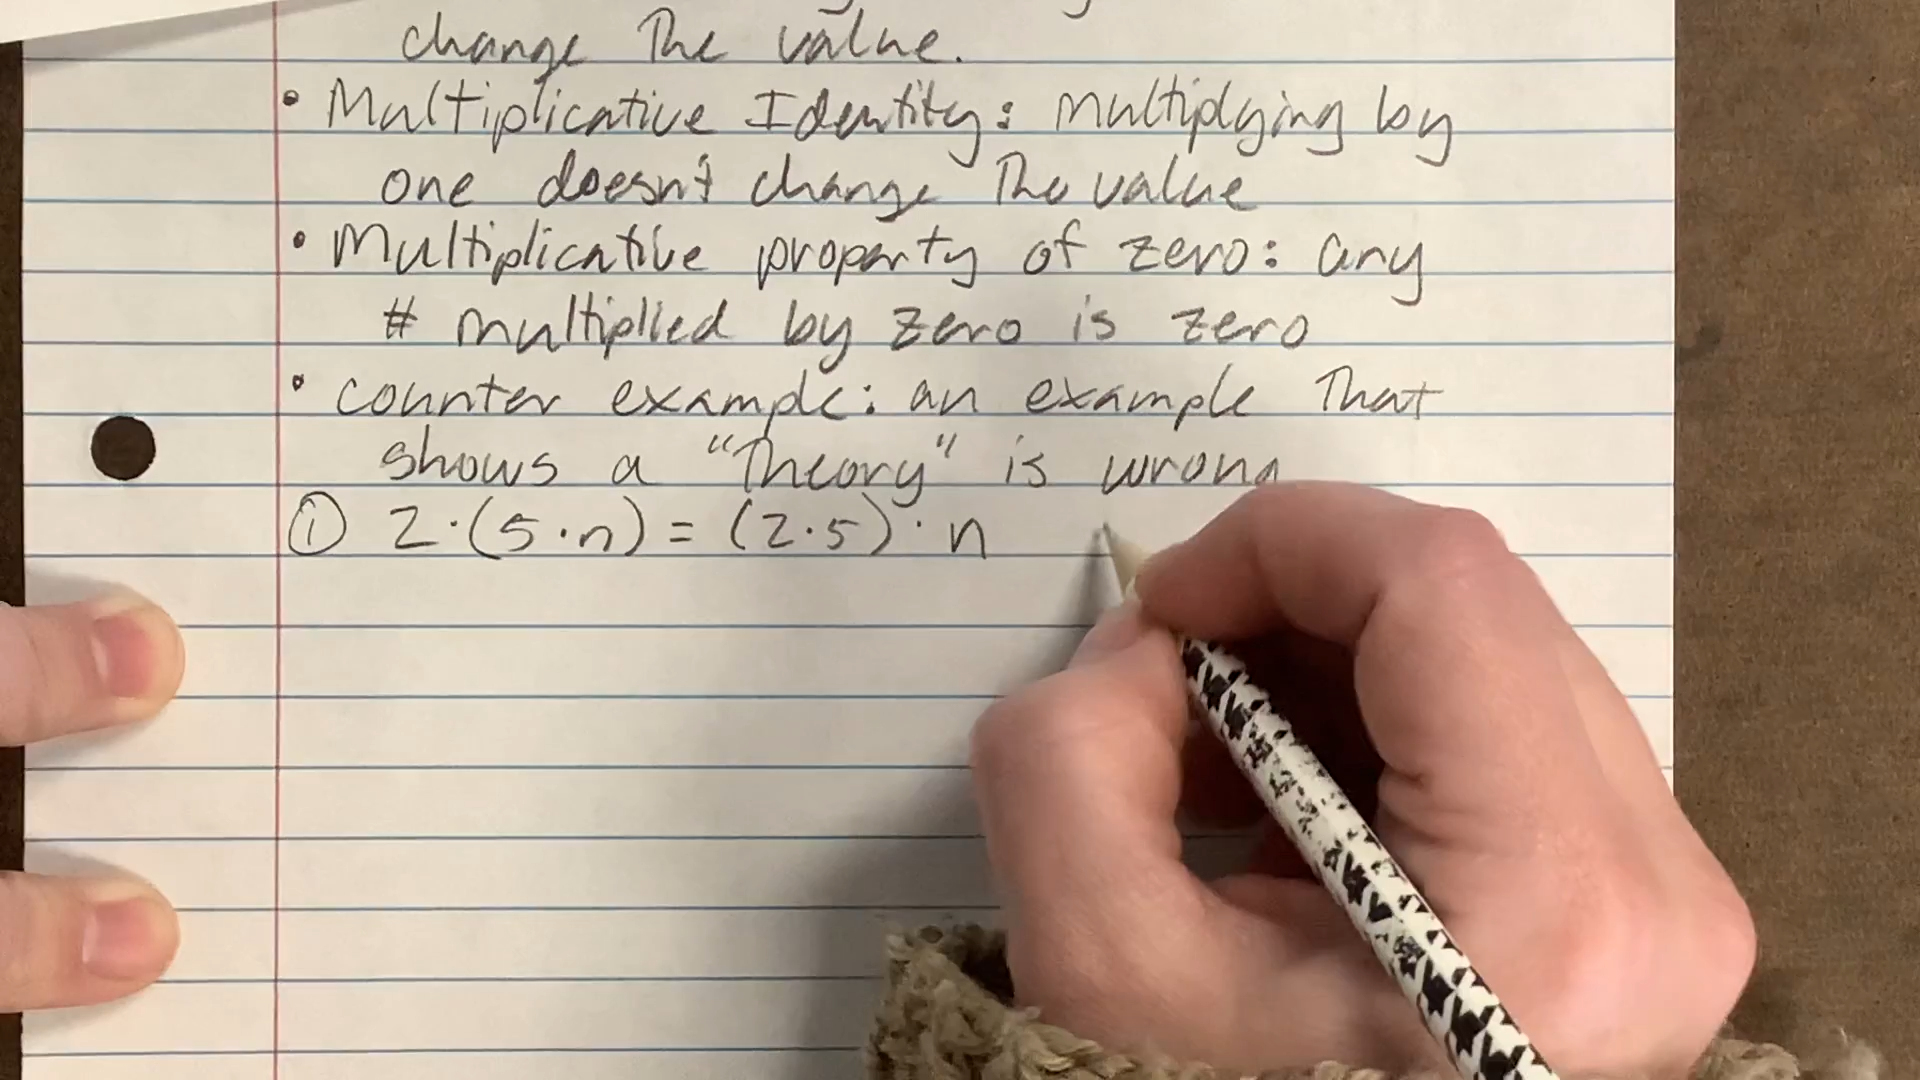 change The value.
• Multiplicative Identity: multiplying by
one doesn't change The value
• Multiplicative property of zero: any
# multiplied by zero is zero
• counter example: an example That
shows a "Theory" is wrong
① 2·(5·n) = (2·5)·n